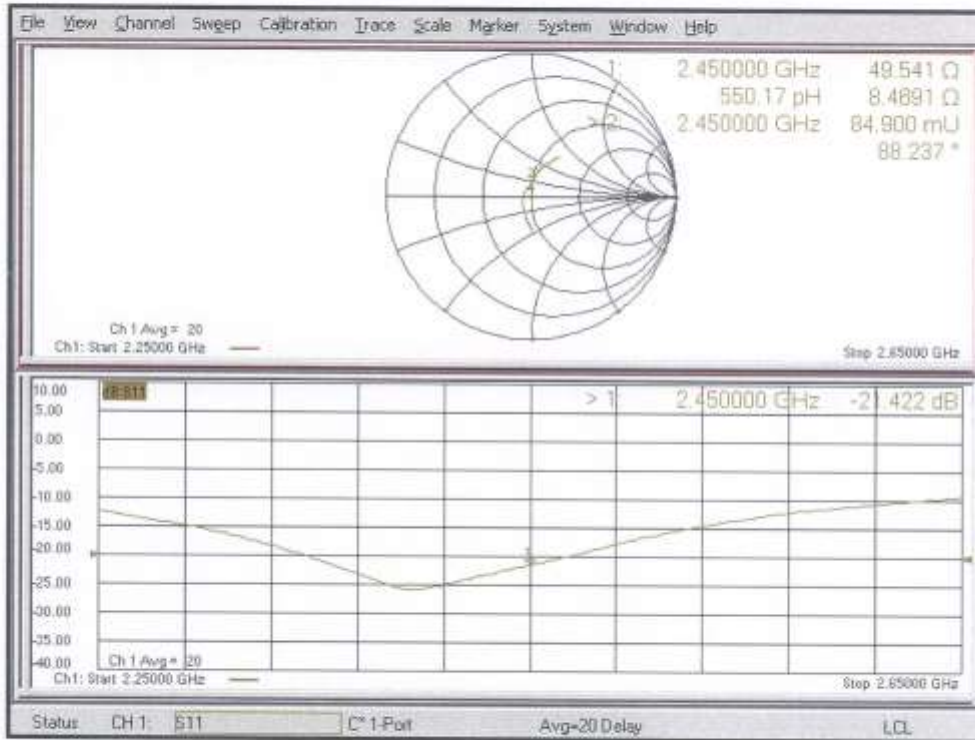 File View Channel Sweep Calibration Trace Scale Marker System Window Help
1: 2.450000 GHz 49.541 Ω
550.17 pH 8.4691 Ω
> 2: 2.450000 GHz 84.900 mU
88.237 °
Ch 1 Avg = 20
Ch1: Start 2.25000 GHz
Stop 2.65000 GHz
10.00
dB-S11
> 1: 2.450000 GHz -21.422 dB
5.00
0.00
-5.00
-10.00
-15.00
-20.00
1
-25.00
-30.00
-35.00
-40.00
Ch 1 Avg = 20
Ch1: Start 2.25000 GHz
Stop 2.65000 GHz
Status CH 1: S11 C* 1-Port Avg=20 Delay LCL